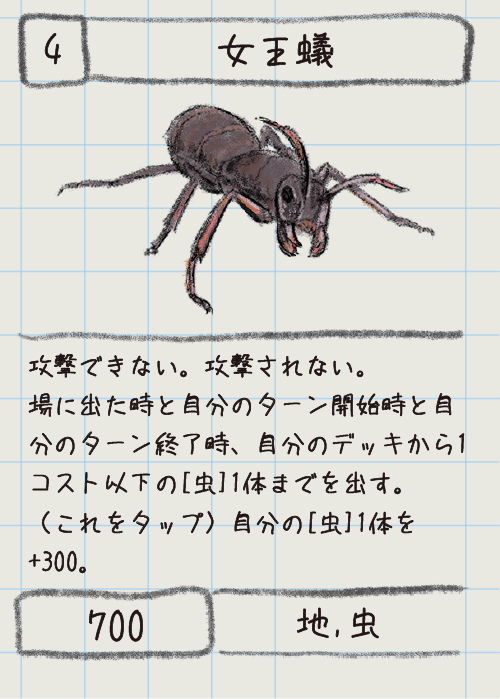 4
女王蟻
攻撃できない。攻撃されない。
場に出た時と自分のターン開始時と自
分のターン終了時、自分のデッキから1
コスト以下の[虫]1体までを出す。
（これをタップ）自分の[虫]1体を
+300。
700
地,虫